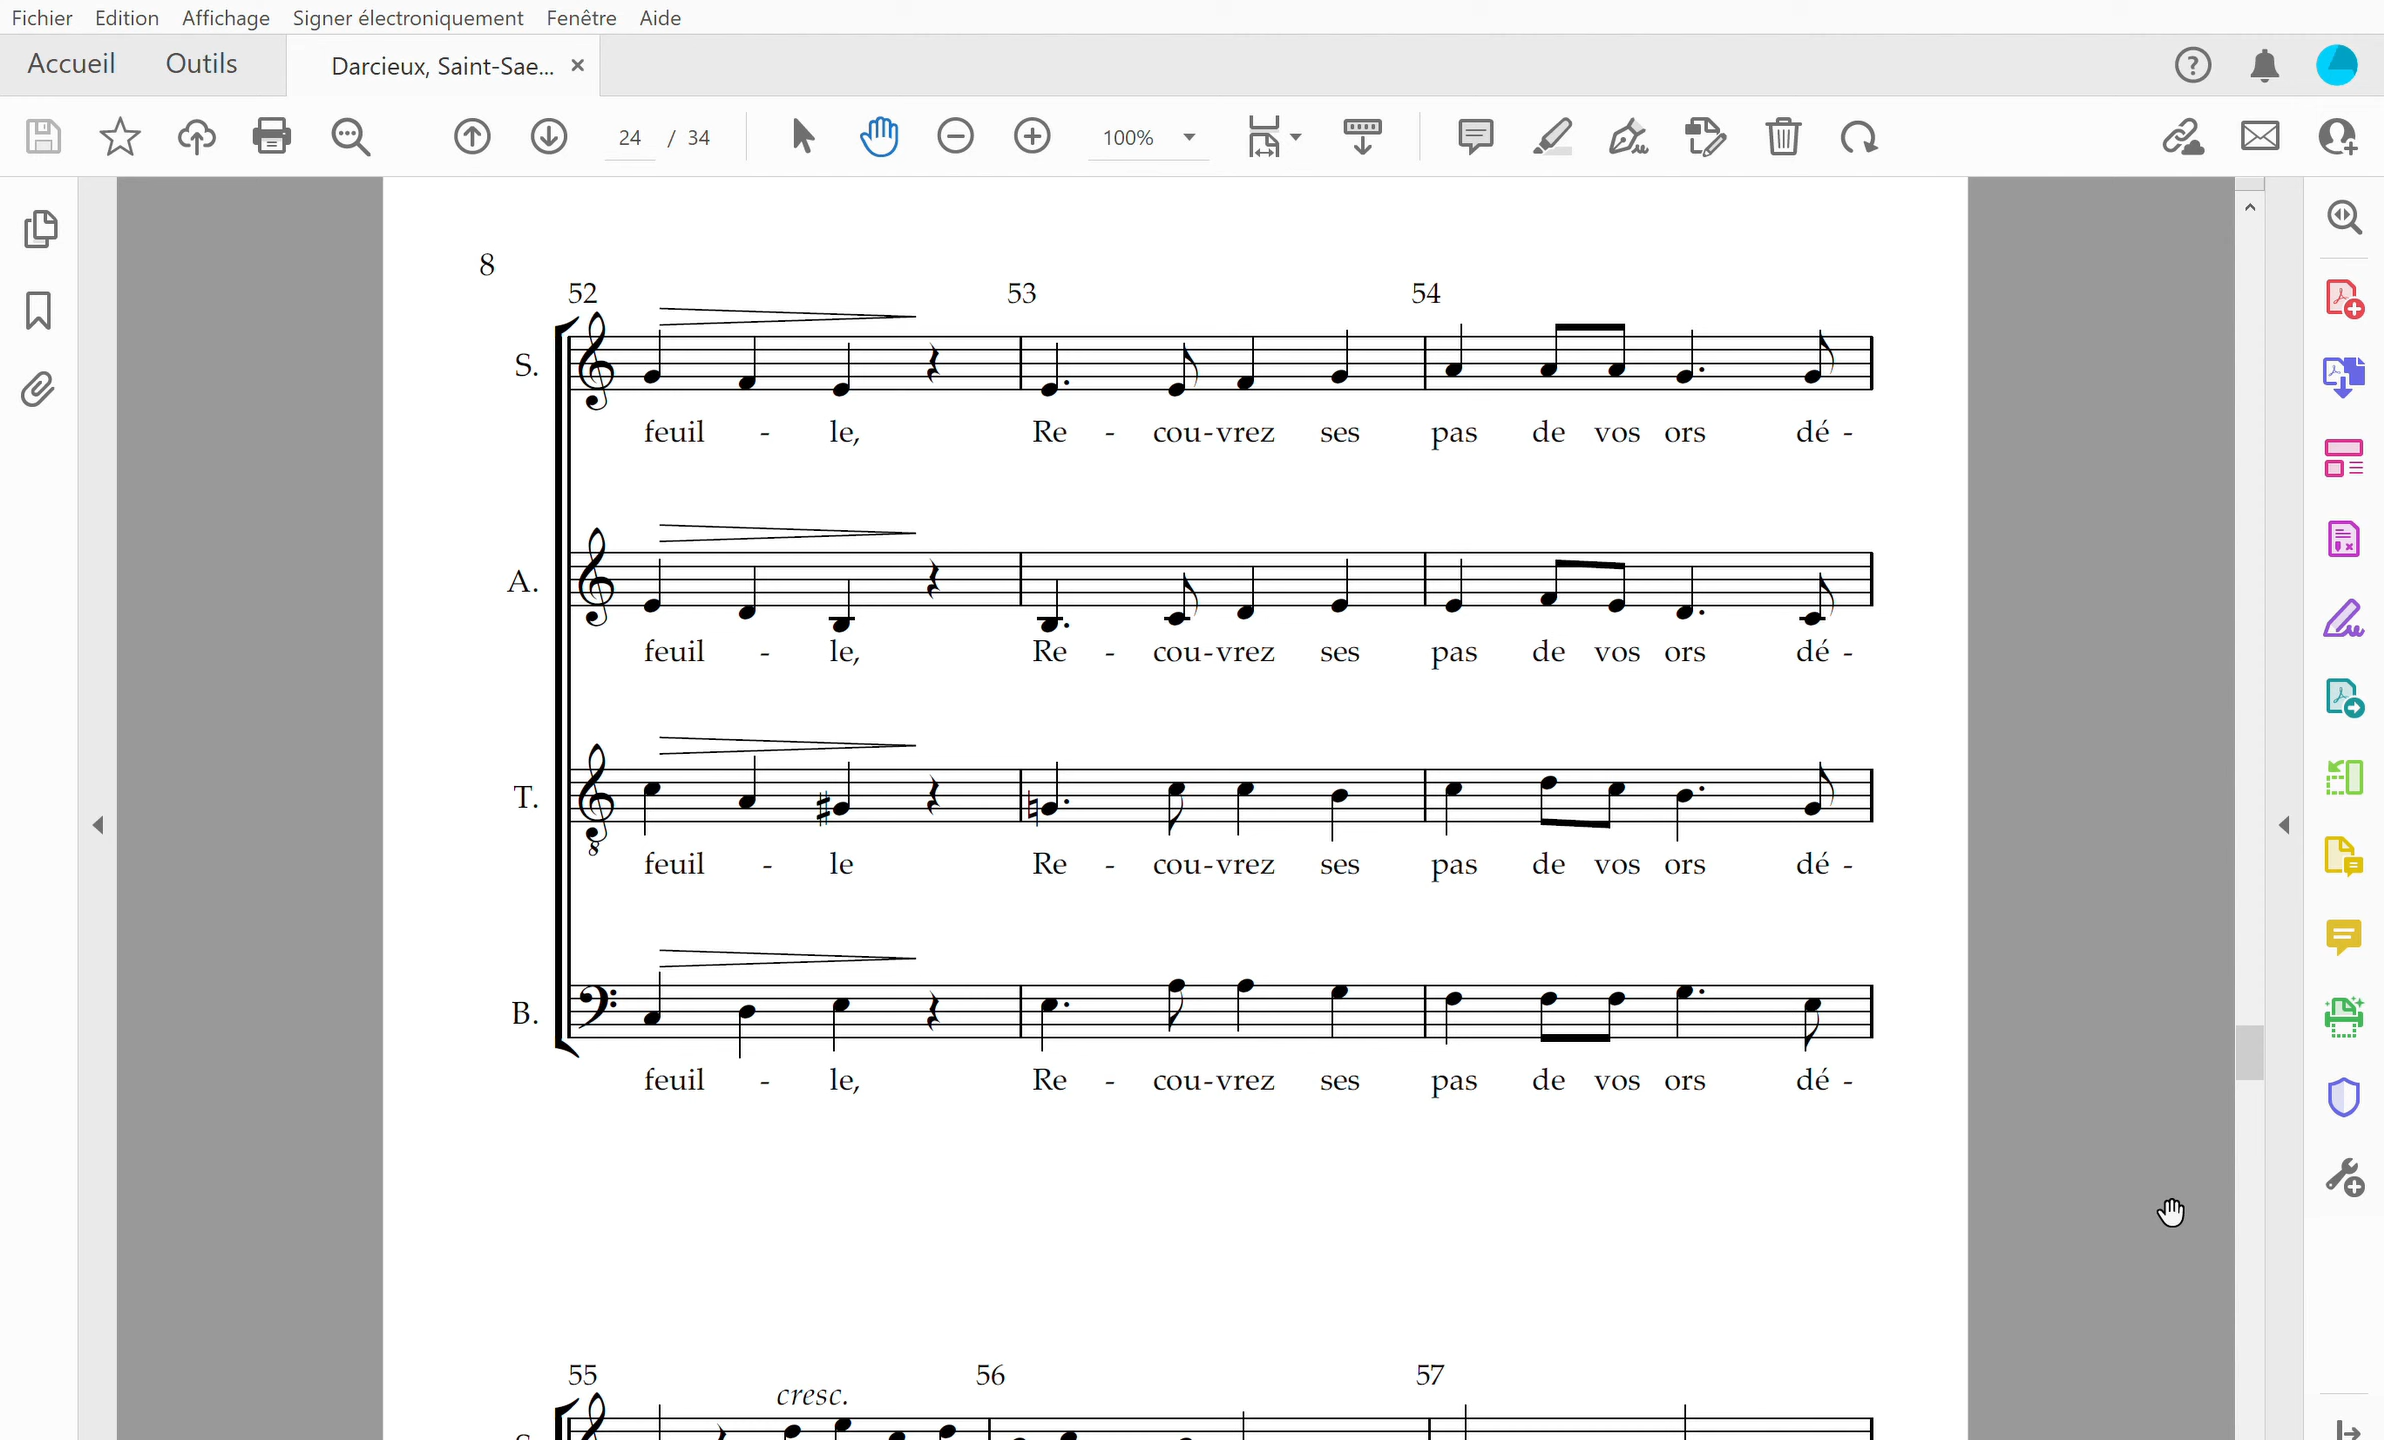 Fichier Edition Affichage Signer électroniquement Fenêtre Aide
Accueil Outils Darcieux, Saint-Sae... ×
24 / 34 100%
8
52 53 54
S.
feuil - le, Re - cou-vrez ses pas de vos ors dé -
A.
feuil - le, Re - cou-vrez ses pas de vos ors dé -
T.
8
feuil - le Re - cou-vrez ses pas de vos ors dé -
B.
feuil - le, Re - cou-vrez ses pas de vos ors dé -
55 56 57
cresc.